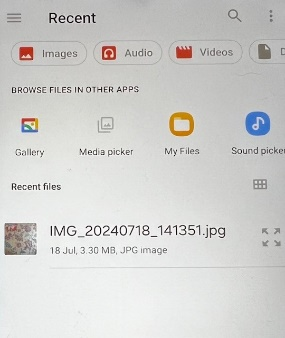 Recent
Images
Audio
Videos
BROWSE FILES IN OTHER APPS
Gallery
Media picker
My Files
Sound picker
Recent files
IMG_20240718_141351.jpg
18 Jul, 3.30 MB, JPG image